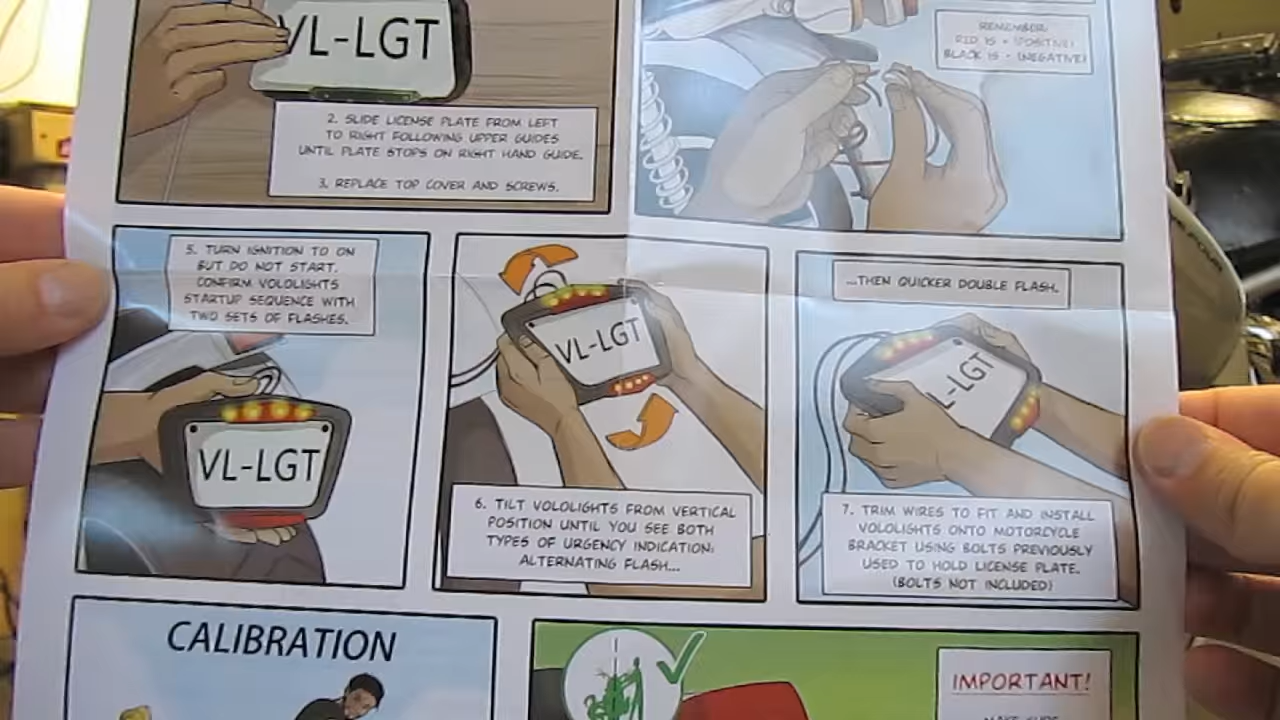 VL-LGT
2. SLIDE LICENSE PLATE FROM LEFT
TO RIGHT FOLLOWING UPPER GUIDES
UNTIL PLATE STOPS ON RIGHT HAND GUIDE.
3. REPLACE TOP COVER AND SCREWS.
REMEMBER:
RED IS + (POSITIVE)
BLACK IS - (NEGATIVE)
5. TURN IGNITION TO ON
BUT DO NOT START.
CONFIRM VOLOLIGHTS
STARTUP SEQUENCE WITH
TWO SETS OF FLASHES.
VL-LGT
VL-LGT
6. TILT VOLOLIGHTS FROM VERTICAL
POSITION UNTIL YOU SEE BOTH
TYPES OF URGENCY INDICATION:
ALTERNATING FLASH...
...THEN QUICKER DOUBLE FLASH.
L-LGT
7. TRIM WIRES TO FIT AND INSTALL
VOLOLIGHTS ONTO MOTORCYCLE
BRACKET USING BOLTS PREVIOUSLY
USED TO HOLD LICENSE PLATE.
(BOLTS NOT INCLUDED)
CALIBRATION
IMPORTANT!
MAKE SURE